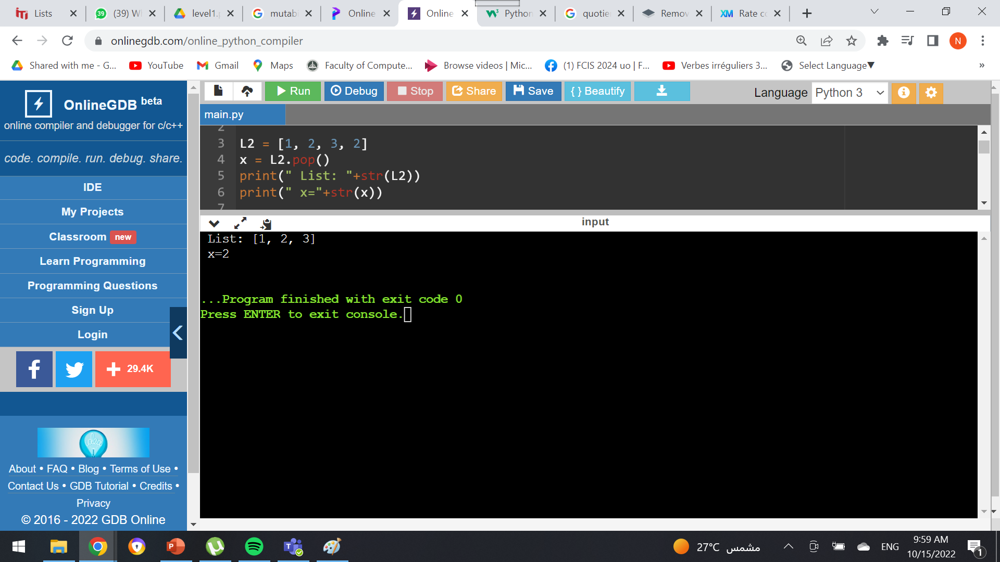 Lists
(39) W
level1.
mutab
Online
Online
Python
quotie
Remov
XM Rate c
onlinegdb.com/online_python_compiler
N
Shared with me - G...
YouTube
Gmail
Maps
Faculty of Compute...
Browse videos | Mic...
(1) FCIS 2024 uo | F...
Verbes irréguliers 3...
Select Language▼
»
OnlineGDB beta
online compiler and debugger for c/c++
code. compile. run. debug. share.
IDE
My Projects
Classroom new
Learn Programming
Programming Questions
Sign Up
Login
29.4K
idea
About • FAQ • Blog • Terms of Use •
Contact Us • GDB Tutorial • Credits •
Privacy
© 2016 - 2022 GDB Online
Run
Debug
Stop
Share
Save
{ } Beautify
Language Python 3
main.py
2
3 L2 = [1, 2, 3, 2]
4 x = L2.pop()
5 print(" List: "+str(L2))
6 print(" x="+str(x))
7
input
List: [1, 2, 3]
x=2
...Program finished with exit code 0
Press ENTER to exit console.
27°C مشمس
ENG
9:59 AM
10/15/2022
1